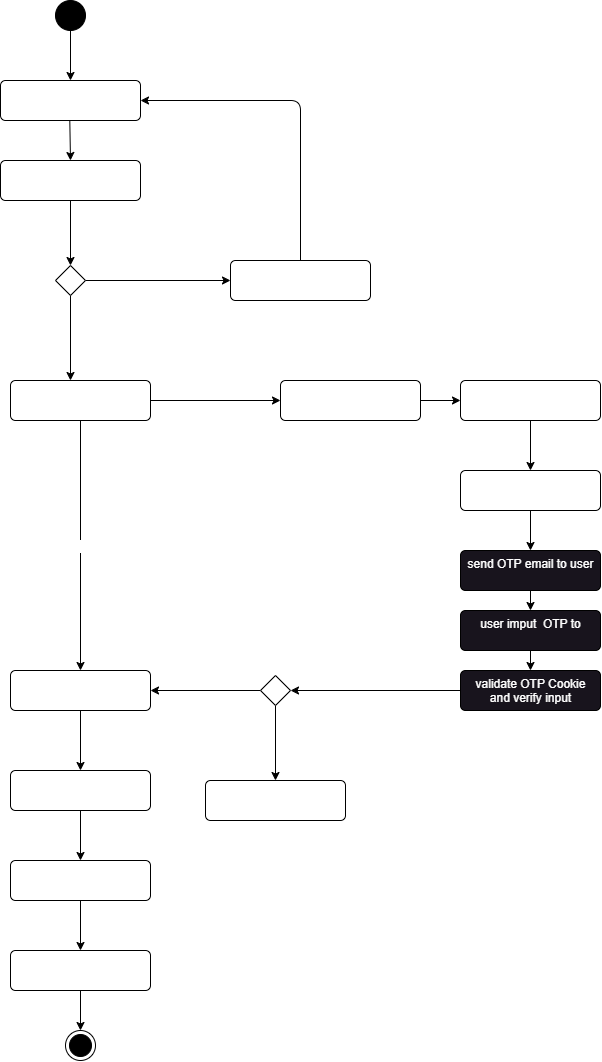 send OTP email to user
user imput  OTP to
validate OTP Cookie
and verify input